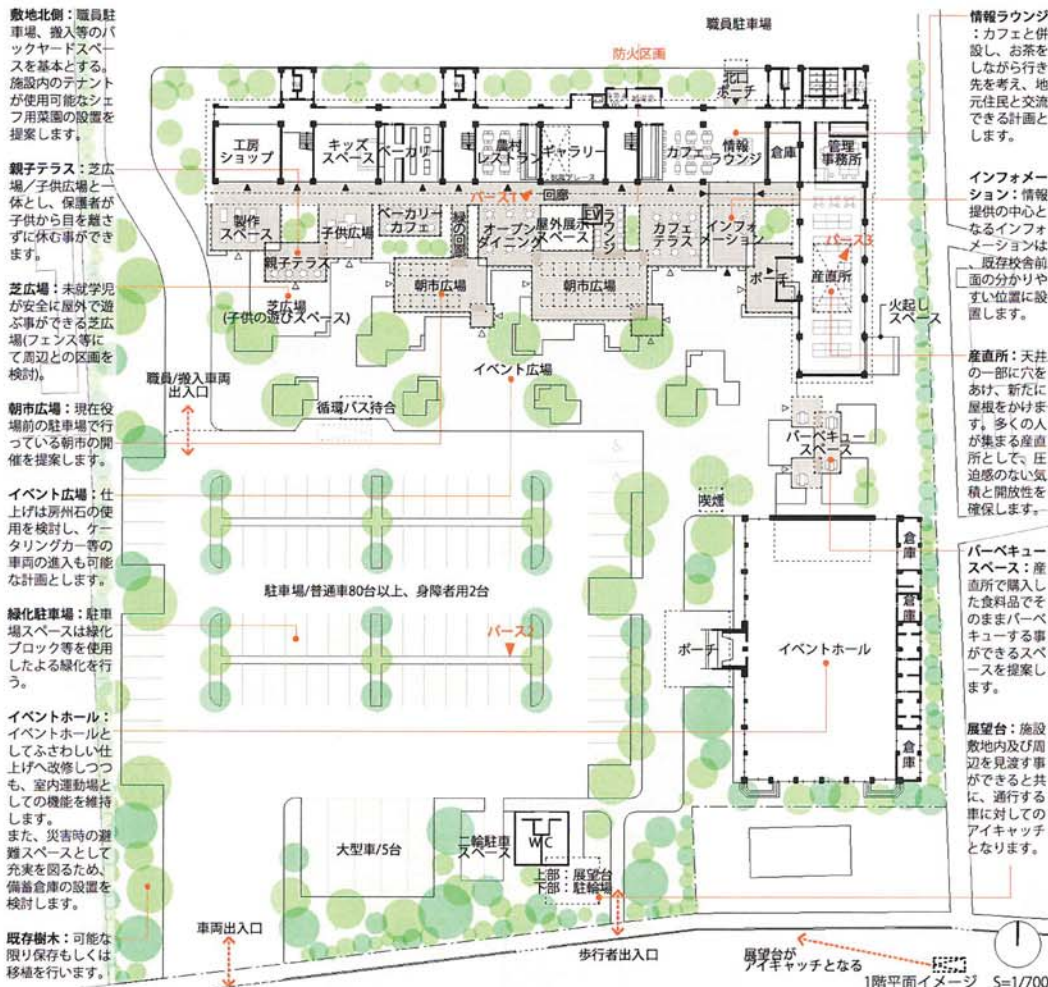 敷地北側：職員駐
車場、搬入等のバ
ックヤードスペー
スを基本とする。
施設内のテナント
が使用可能なシェ
フ用菜園の設置を
提案します。
親子テラス：芝広
場／子供広場と一
体とし、保護者が
子供から目を離さ
ずに休む事ができ
ます。
芝広場：未就学児
が安全に屋外で遊
ぶ事ができる芝広
場(フェンス等に
て周辺との区画を
検討)。
朝市広場：現在役
場前の駐車場で行
っている朝市の開
催を提案します。
イベント広場：仕
上げは房州石の使
用を検討し、ケー
タリングカー等の
車両の進入も可能
な計画とします。
緑化駐車場：駐車
場スペースは緑化
ブロック等を使用
したよる緑化を行
う。
イベントホール：
イベントホールと
してふさわしい仕
上げへ改修しつつ
も、室内運動場と
しての機能を維持
します。
また、災害時の避
難スペースとして
充実を図るため、
備蓄倉庫の設置を
検討します。
既存樹木：可能な
限り保存もしくは
移植を行います。
職員駐車場
防火区画
北口
ポーチ
工房
ショップ
キッズ
スペース
ベーカリー
農村
レストラン
ギャラリー
カフェ
情報
ラウンジ
倉庫
管理
事務所
パース1
回廊
製作
スペース
子供広場
ベーカリー
カフェ
緑の回廊
オープン
ダイニング
屋外展示
スペース
EV
ラウンジ
カフェ
テラス
インフォ
メーション
パース3
産直所
ポーチ
親子テラス
朝市広場
朝市広場
芝広場
(子供の遊びスペース)
火起し
スペース
イベント広場
職員/搬入車両
出入口
循環バス待合
バーベキュー
スペース
喫煙
倉庫
倉庫
倉庫
駐車場/普通車80台以上、身障者用2台
パース2
ポーチ
イベントホール
大型車/5台
二輪駐車
スペース
WC
上部：展望台
下部：駐輪場
車両出入口
歩行者出入口
展望台が
アイキャッチとなる
1階平面イメージ S=1/700
情報ラウンジ
：カフェと併
設し、お茶を
しながら行き
先を考え、地
元住民と交流
できる計画と
します。
インフォメー
ション：情報
提供の中心と
なるインフォ
メーションは
、既存校舎前
面の分かりや
すい位置に設
置します。
産直所：天井
の一部に穴を
あけ、新たに
屋根をかけま
す。多くの人
が集まる産直
所として、圧
迫感のない気
積と開放性を
確保します。
バーベキュー
スペース：産
直所で購入し
た食料品でそ
のままバーベ
キューする事
ができるスペ
ースを提案し
ます。
展望台：施設
敷地内及び周
辺を見渡す事
ができると共
に、通行する
車に対しての
アイキャッチ
となります。